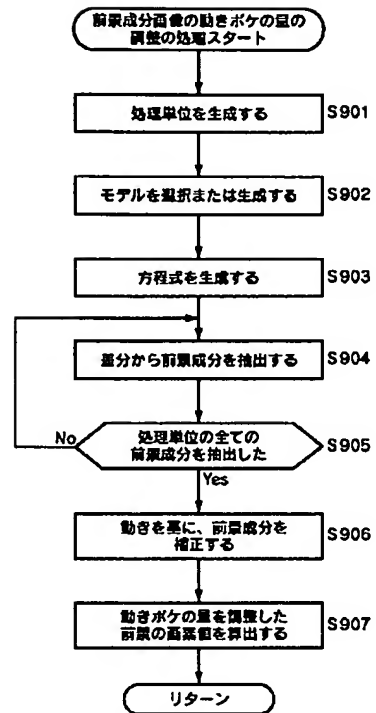 前景成分画像の動きボケの量の
調整の処理スタート
処理単位を生成する
S901
モデルを選択または生成する
S902
方程式を生成する
S903
差分から前景成分を抽出する
S904
処理単位の全ての
前景成分を抽出した
S905
No
Yes
動きを基に、前景成分を
補正する
S906
動きボケの量を調整した
前景の画素値を算出する
S907
リターン